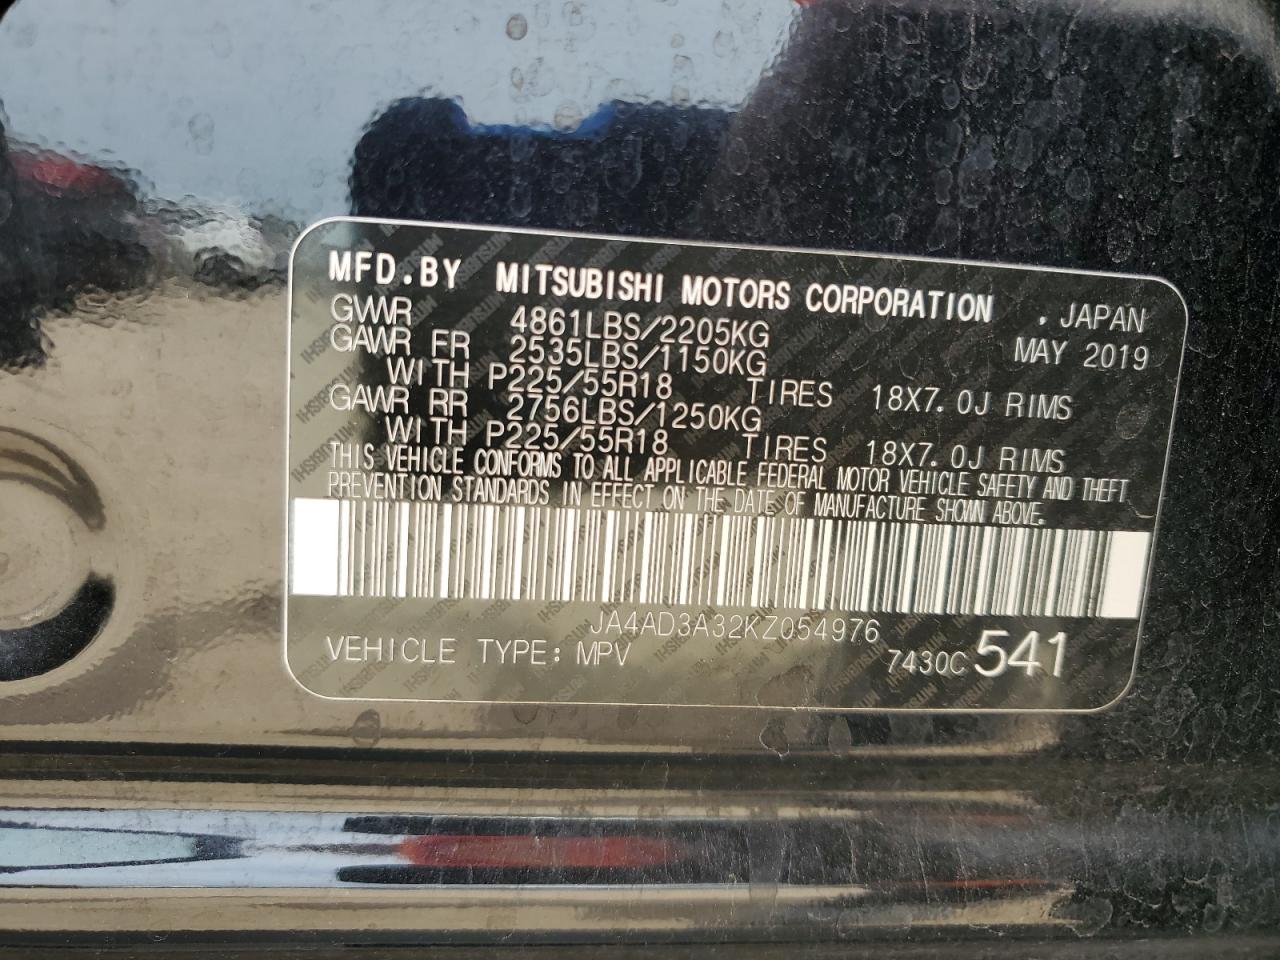 MFD.BY MITSUBISHI MOTORS CORPORATION . JAPAN
GVWR 4861LBS/2205KG MAY 2019
GAWR FR 2535LBS/1150KG
WITH P225/55R18 TIRES 18X7.0J RIMS
GAWR RR 2756LBS/1250KG
WITH P225/55R18 TIRES 18X7.0J RIMS
THIS VEHICLE CONFORMS TO ALL APPLICABLE FEDERAL MOTOR VEHICLE SAFETY AND THEFT
PREVENTION STANDARDS IN EFFECT ON THE DATE OF MANUFACTURE SHOWN ABOVE.
JA4AD3A32KZ054976
VEHICLE TYPE: MPV 7430C 541